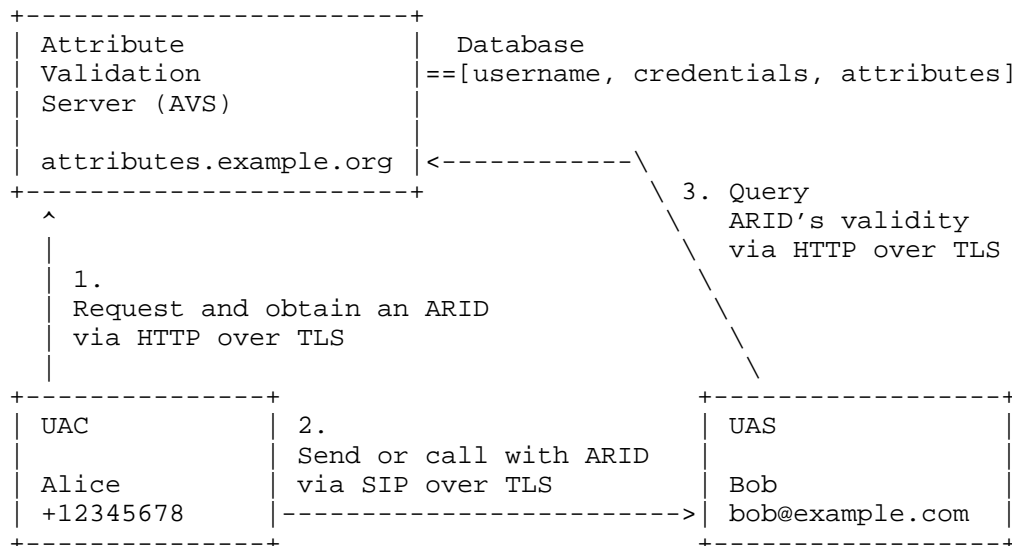 Attribute
Database
Validation
==[username, credentials, attributes]
Server (AVS)
attributes.example.org
3. Query
ARID's validity
via HTTP over TLS
1.
Request and obtain an ARID
via HTTP over TLS
UAC
2.
Send or call with ARID
via SIP over TLS
Alice
+12345678
UAS
Bob
bob@example.com